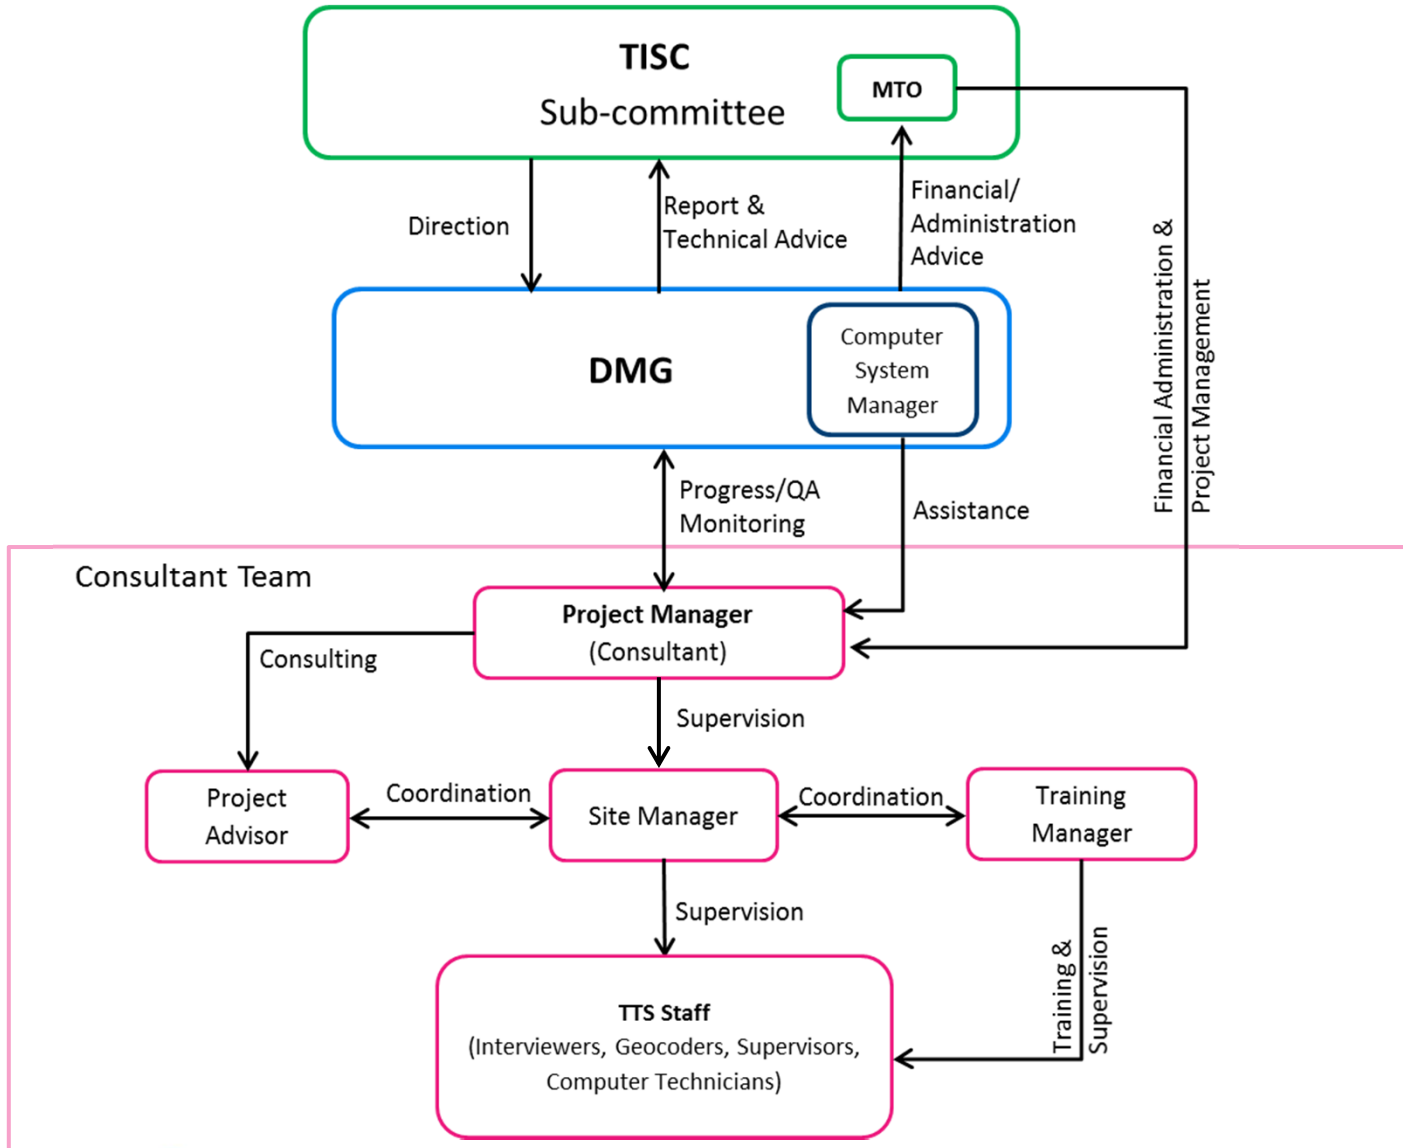 TISC
Sub-committee
MTO
Direction
Report &
Technical Advice
Financial/
Administration
Advice
Financial Administration &
Project Management
DMG
Computer
System
Manager
Progress/QA
Monitoring
Assistance
Consultant Team
Project Manager
(Consultant)
Consulting
Supervision
Project
Advisor
Coordination
Site Manager
Coordination
Training
Manager
Supervision
Training &
Supervision
TTS Staff
(Interviewers, Geocoders, Supervisors,
Computer Technicians)